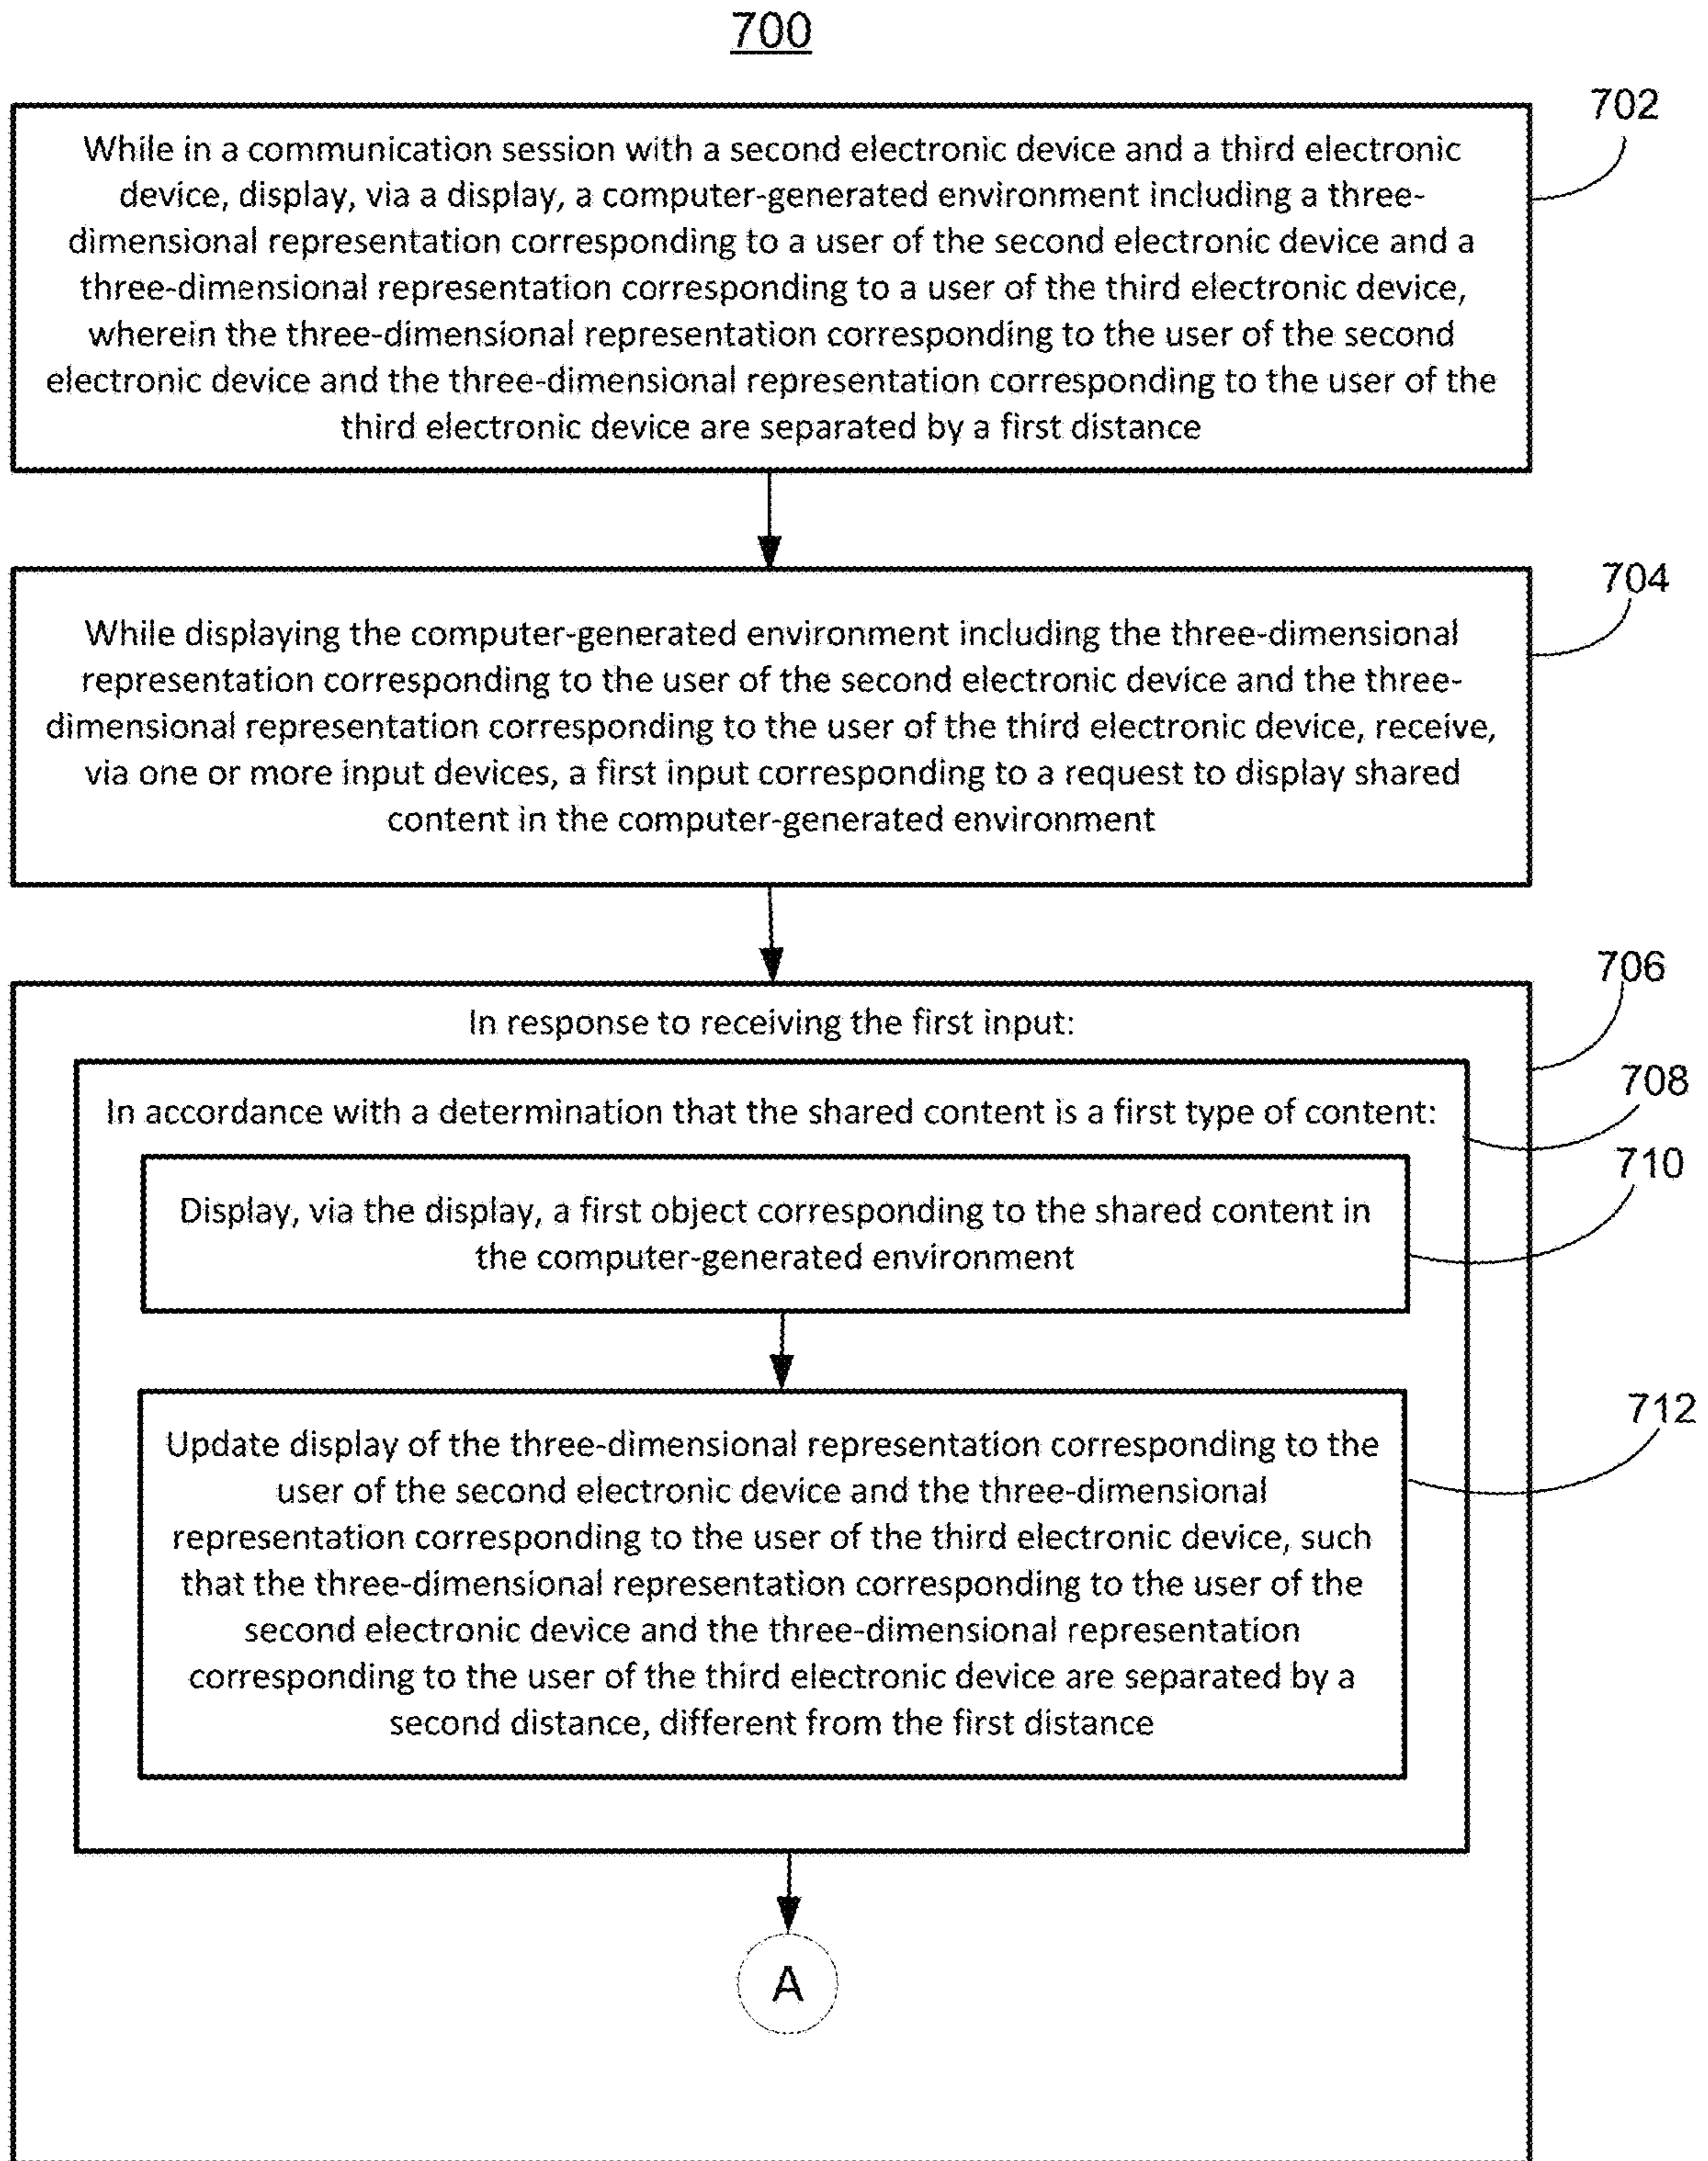 700
702
While in a communication session with a second electronic device and a third electronic
device, display, via a display, a computer-generated environment including a three-
dimensional representation corresponding to a user of the second electronic device and a
three-dimensional representation corresponding to a user of the third electronic device,
wherein the three-dimensional representation corresponding to the user of the second
electronic device and the three-dimensional representation corresponding to the user of the
third electronic device are separated by a first distance
704
While displaying the computer-generated environment including the three-dimensional
representation corresponding to the user of the second electronic device and the three-
dimensional representation corresponding to the user of the third electronic device, receive,
via one or more input devices, a first input corresponding to a request to display shared
content in the computer-generated environment
706
In response to receiving the first input:
708
In accordance with a determination that the shared content is a first type of content:
710
Display, via the display, a first object corresponding to the shared content in
the computer-generated environment
712
Update display of the three-dimensional representation corresponding to the
user of the second electronic device and the three-dimensional
representation corresponding to the user of the third electronic device, such
that the three-dimensional representation corresponding to the user of the
second electronic device and the three-dimensional representation
corresponding to the user of the third electronic device are separated by a
second distance, different from the first distance
A